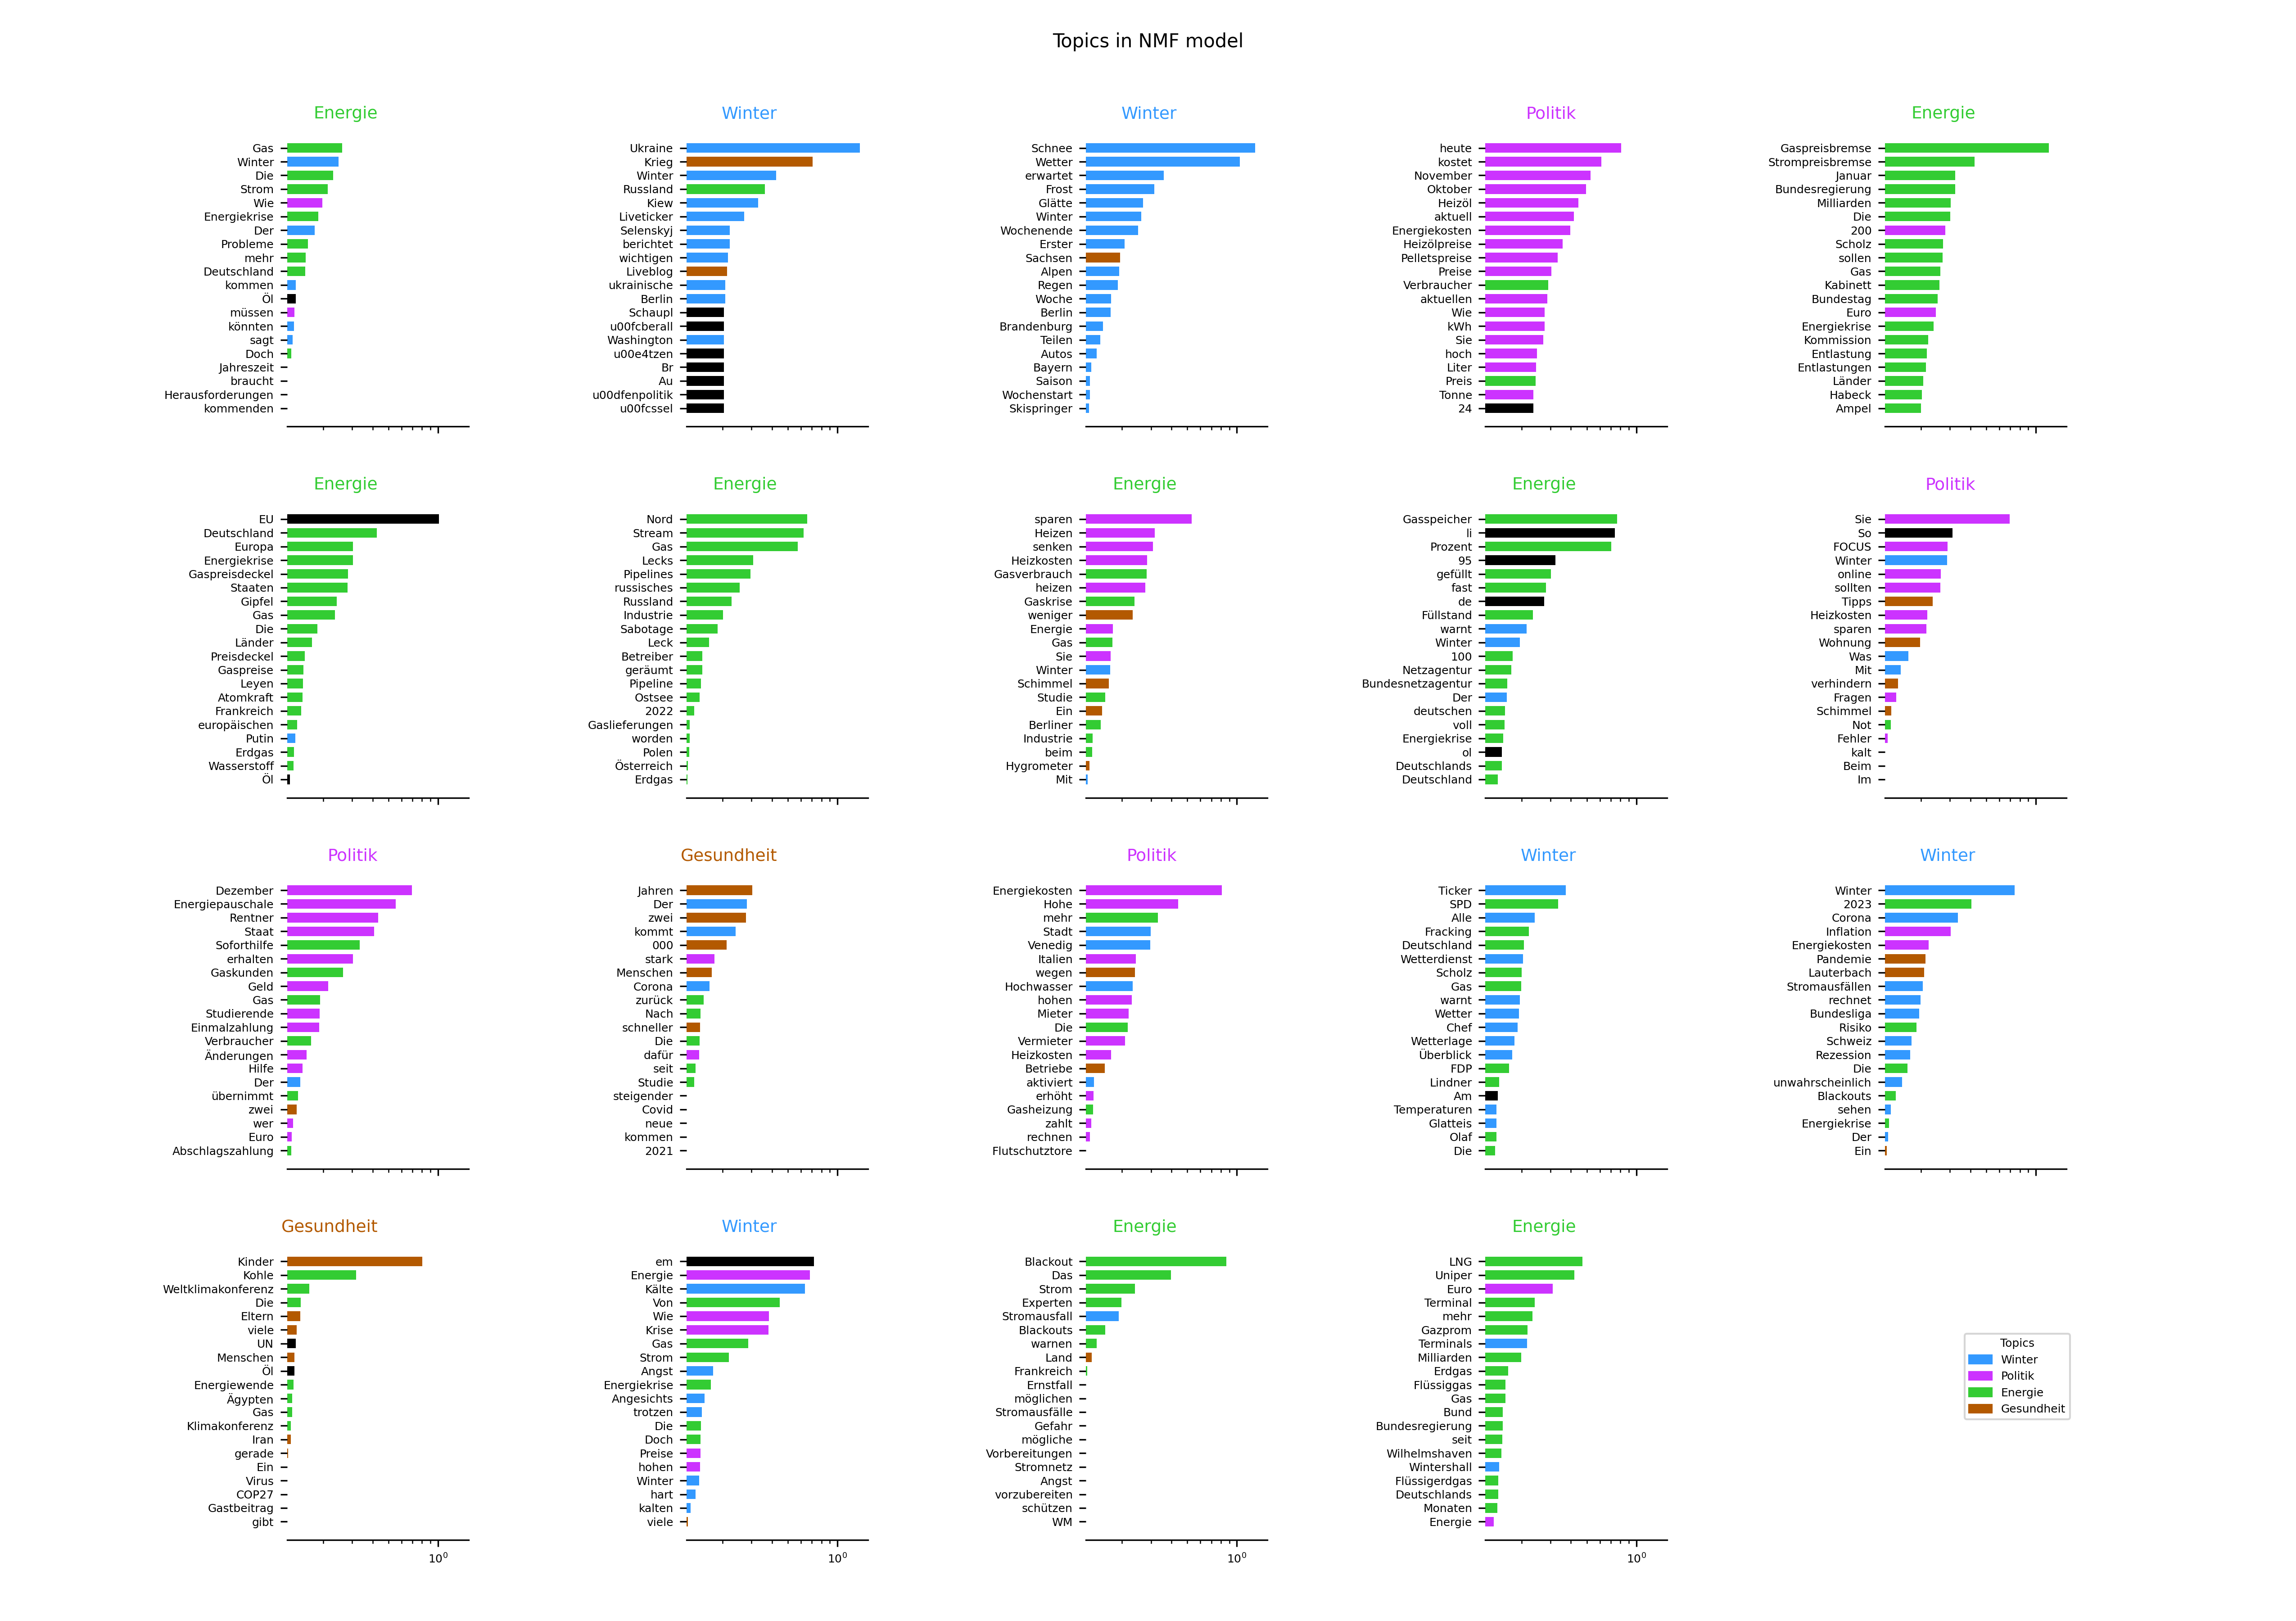 Topics in NMF model
Energie
Gas
Winter
Die
Strom
Wie
Energiekrise
Der
Probleme
mehr
Deutschland
kommen
Öl
müssen
könnten
sagt
Doch
Jahreszeit
braucht
Herausforderungen
kommenden
Winter
Ukraine
Krieg
Winter
Russland
Kiew
Liveticker
Selenskyj
berichtet
wichtigen
Liveblog
ukrainische
Berlin
Schaupl
u00fcberall
Washington
u00e4tzen
Br
Au
u00dfenpolitik
u00fcssel
Winter
Schnee
Wetter
erwartet
Frost
Glätte
Winter
Wochenende
Erster
Sachsen
Alpen
Regen
Woche
Berlin
Brandenburg
Teilen
Autos
Bayern
Saison
Wochenstart
Skispringer
Politik
heute
kostet
November
Oktober
Heizöl
aktuell
Energiekosten
Heizölpreise
Pelletspreise
Preise
Verbraucher
aktuellen
Wie
kWh
Sie
hoch
Liter
Preis
Tonne
24
Energie
Gaspreisbremse
Strompreisbremse
Januar
Bundesregierung
Milliarden
Die
200
Scholz
sollen
Gas
Kabinett
Bundestag
Euro
Energiekrise
Kommission
Entlastung
Entlastungen
Länder
Habeck
Ampel
Energie
EU
Deutschland
Europa
Energiekrise
Gaspreisdeckel
Staaten
Gipfel
Gas
Die
Länder
Preisdeckel
Gaspreise
Leyen
Atomkraft
Frankreich
europäischen
Putin
Erdgas
Wasserstoff
Öl
Energie
Nord
Stream
Gas
Lecks
Pipelines
russisches
Russland
Industrie
Sabotage
Leck
Betreiber
geräumt
Pipeline
Ostsee
2022
Gaslieferungen
worden
Polen
Österreich
Erdgas
Energie
sparen
Heizen
senken
Heizkosten
Gasverbrauch
heizen
Gaskrise
weniger
Energie
Gas
Sie
Winter
Schimmel
Studie
Ein
Berliner
Industrie
beim
Hygrometer
Mit
Energie
Gasspeicher
li
Prozent
95
gefüllt
fast
de
Füllstand
warnt
Winter
100
Netzagentur
Bundesnetzagentur
Der
deutschen
voll
Energiekrise
ol
Deutschlands
Deutschland
Politik
Sie
So
FOCUS
Winter
online
sollten
Tipps
Heizkosten
sparen
Wohnung
Was
Mit
verhindern
Fragen
Schimmel
Not
Fehler
kalt
Beim
Im
Politik
Dezember
Energiepauschale
Rentner
Staat
Soforthilfe
erhalten
Gaskunden
Geld
Gas
Studierende
Einmalzahlung
Verbraucher
Änderungen
Hilfe
Der
übernimmt
zwei
wer
Euro
Abschlagszahlung
Gesundheit
Jahren
Der
zwei
kommt
000
stark
Menschen
Corona
zurück
Nach
schneller
Die
dafür
seit
Studie
steigender
Covid
neue
kommen
2021
Politik
Energiekosten
Hohe
mehr
Stadt
Venedig
Italien
wegen
Hochwasser
hohen
Mieter
Die
Vermieter
Heizkosten
Betriebe
aktiviert
erhöht
Gasheizung
zahlt
rechnen
Flutschutztore
Winter
Ticker
SPD
Alle
Fracking
Deutschland
Wetterdienst
Scholz
Gas
warnt
Wetter
Chef
Wetterlage
Überblick
FDP
Lindner
Am
Temperaturen
Glatteis
Olaf
Die
Winter
Winter
2023
Corona
Inflation
Energiekosten
Pandemie
Lauterbach
Stromausfällen
rechnet
Bundesliga
Risiko
Schweiz
Rezession
Die
unwahrscheinlich
Blackouts
sehen
Energiekrise
Der
Ein
Gesundheit
Kinder
Kohle
Weltklimakonferenz
Die
Eltern
viele
UN
Menschen
Öl
Energiewende
Ägypten
Gas
Klimakonferenz
Iran
gerade
Ein
Virus
COP27
Gastbeitrag
gibt
10⁰
Winter
em
Energie
Kälte
Von
Wie
Krise
Gas
Strom
Angst
Energiekrise
Angesichts
trotzen
Die
Doch
Preise
hohen
Winter
hart
kalten
viele
10⁰
Energie
Blackout
Das
Strom
Experten
Stromausfall
Blackouts
warnen
Land
Frankreich
Ernstfall
möglichen
Stromausfälle
Gefahr
mögliche
Vorbereitungen
Stromnetz
Angst
vorzubereiten
schützen
WM
10⁰
Energie
LNG
Uniper
Euro
Terminal
mehr
Gazprom
Terminals
Milliarden
Erdgas
Flüssiggas
Gas
Bund
Bundesregierung
seit
Wilhelmshaven
Wintershall
Flüssigerdgas
Deutschlands
Monaten
Energie
10⁰
Topics
Winter
Politik
Energie
Gesundheit